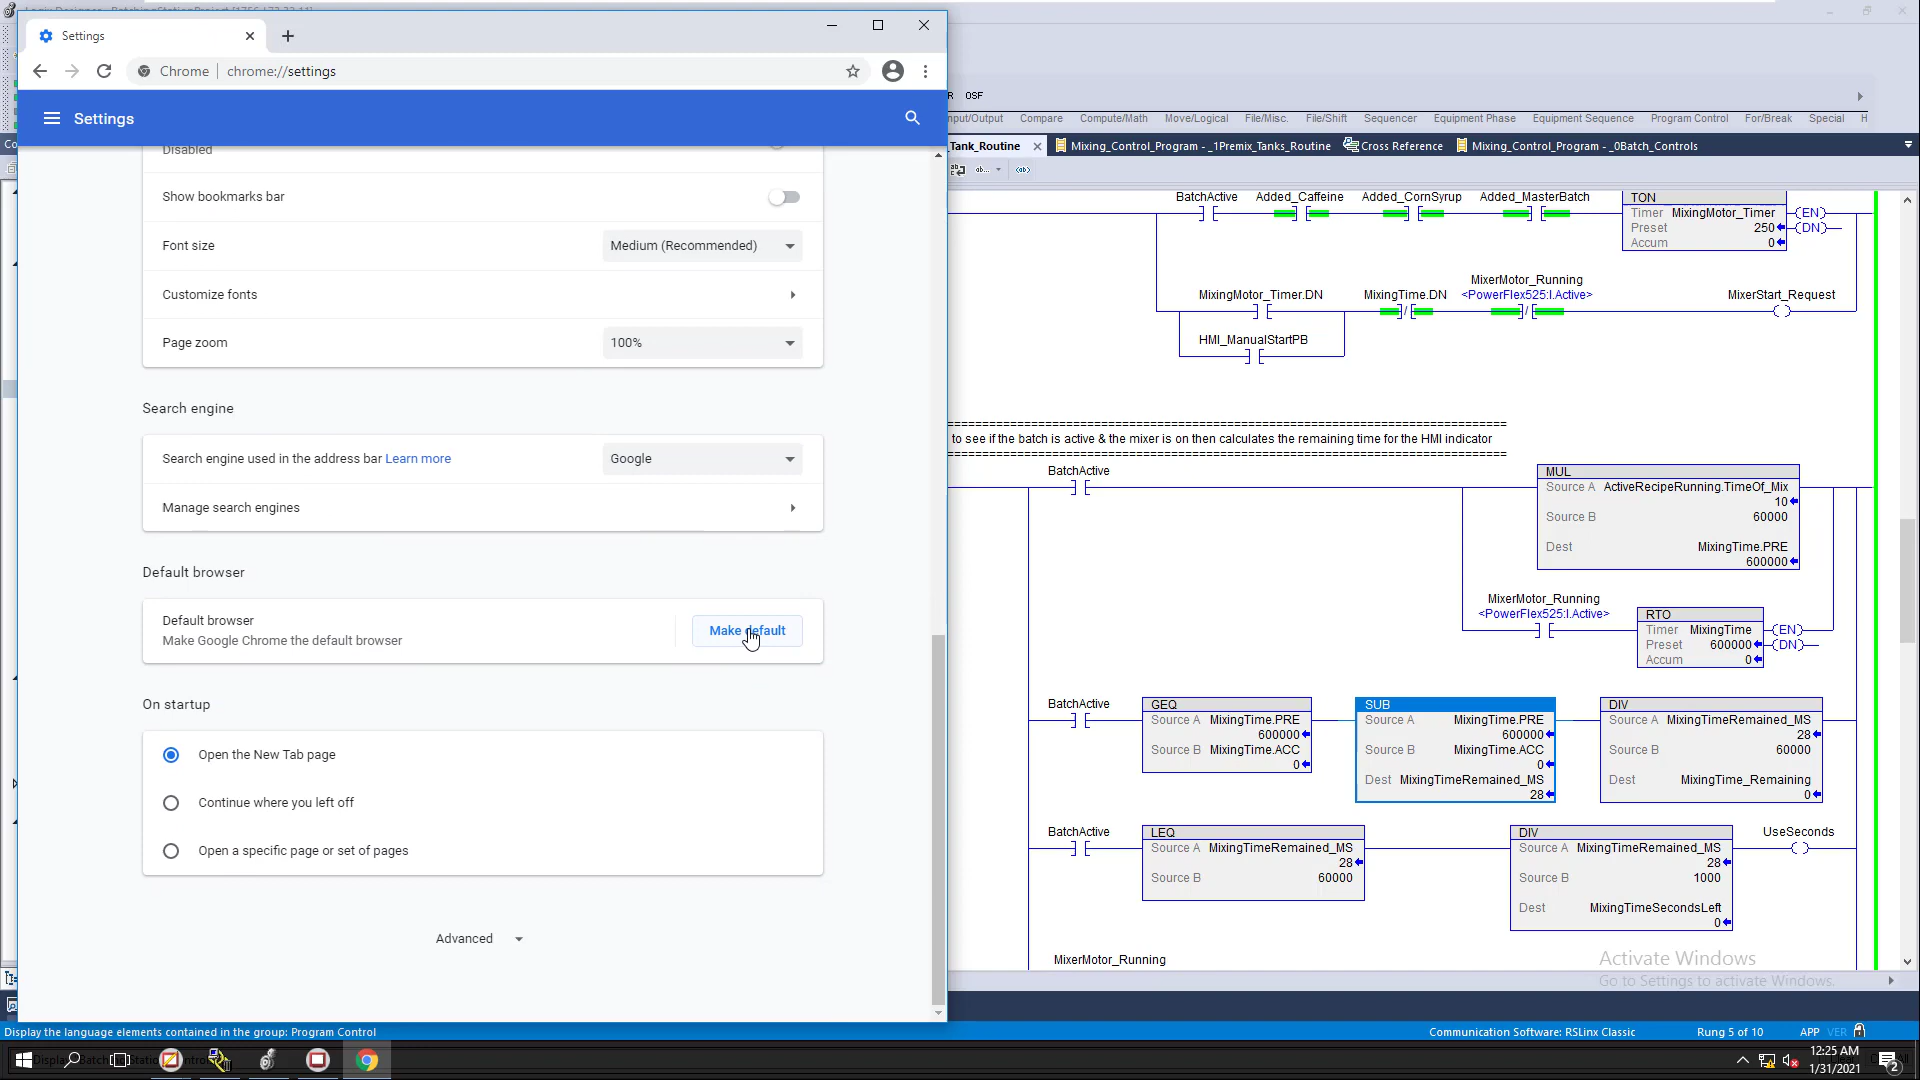 Settings
Chrome
chrome://settings
Settings
Disabled
Show bookmarks bar
Font size
Medium (Recommended)
Customize fonts
Page zoom
100%
Search engine
Search engine used in the address bar Learn more
Google
Manage search engines
Default browser
Default browser
Make Google Chrome the default browser
Make default
On startup
Open the New Tab page
Continue where you left off
Open a specific page or set of pages
Advanced
OSF
Input/Output Compare Compute/Math Move/Logical File/Misc. File/Shift Sequencer Equipment Phase Equipment Sequence Program Control For/Break Special H
Tank_Routine
Mixing_Control_Program - _1Premix_Tanks_Routine
Cross Reference
Mixing_Control_Program - _0Batch_Controls
BatchActive
Added_Caffeine
Added_CornSyrup
Added_MasterBatch
TON
Timer MixingMotor_Timer
Preset 250
Accum 0
(EN)
(DN)
MixingMotor_Timer.DN
MixingTime.DN
MixerMotor_Running
<PowerFlex525:I.Active>
MixerStart_Request
HMI_ManualStartPB
to see if the batch is active & the mixer is on then calculates the remaining time for the HMI indicator
BatchActive
MUL
Source A ActiveRecipeRunning.TimeOf_Mix
10
Source B 60000
Dest MixingTime.PRE
600000
MixerMotor_Running
<PowerFlex525:I.Active>
RTO
Timer MixingTime
Preset 600000
Accum 0
(EN)
(DN)
BatchActive
GEQ
Source A MixingTime.PRE
600000
Source B MixingTime.ACC
0
SUB
Source A MixingTime.PRE
600000
Source B MixingTime.ACC
0
Dest MixingTimeRemained_MS
28
DIV
Source A MixingTimeRemained_MS
28
Source B 60000
Dest MixingTime_Remaining
0
BatchActive
LEQ
Source A MixingTimeRemained_MS
28
Source B 60000
DIV
Source A MixingTimeRemained_MS
28
Source B 1000
Dest MixingTimeSecondsLeft
0
UseSeconds
MixerMotor_Running
Activate Windows
Go to Settings to activate Windows.
Display the language elements contained in the group: Program Control
Communication Software: RSLinx Classic
Rung 5 of 10
APP VER
12:25 AM
1/31/2021
2